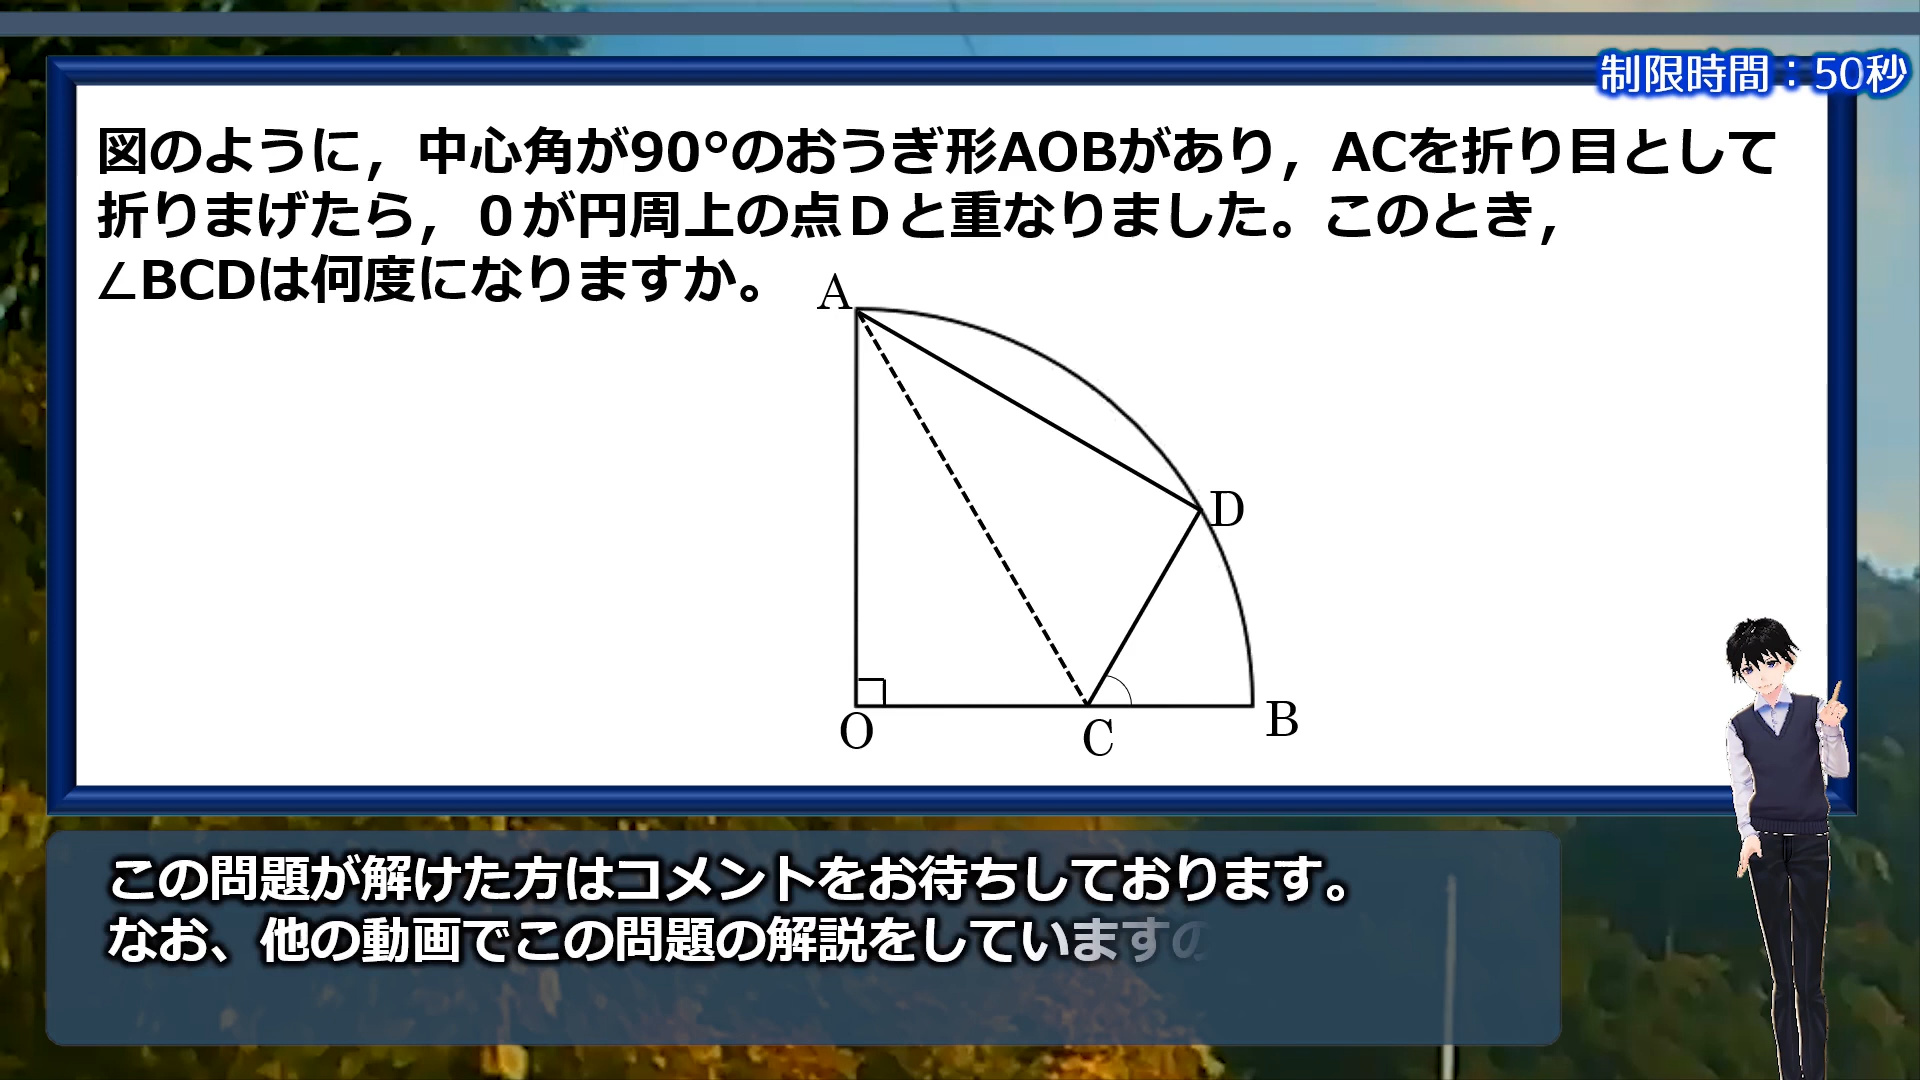 制限時間：50秒
図のように，中心角が90°のおうぎ形AOBがあり，ACを折り目として
折りまげたら，０が円周上の点Ｄと重なりました。このとき，
∠BCDは何度になりますか。
A
D
O
C
B
この問題が解けた方はコメントをお待ちしております。
なお、他の動画でこの問題の解説をしていますの